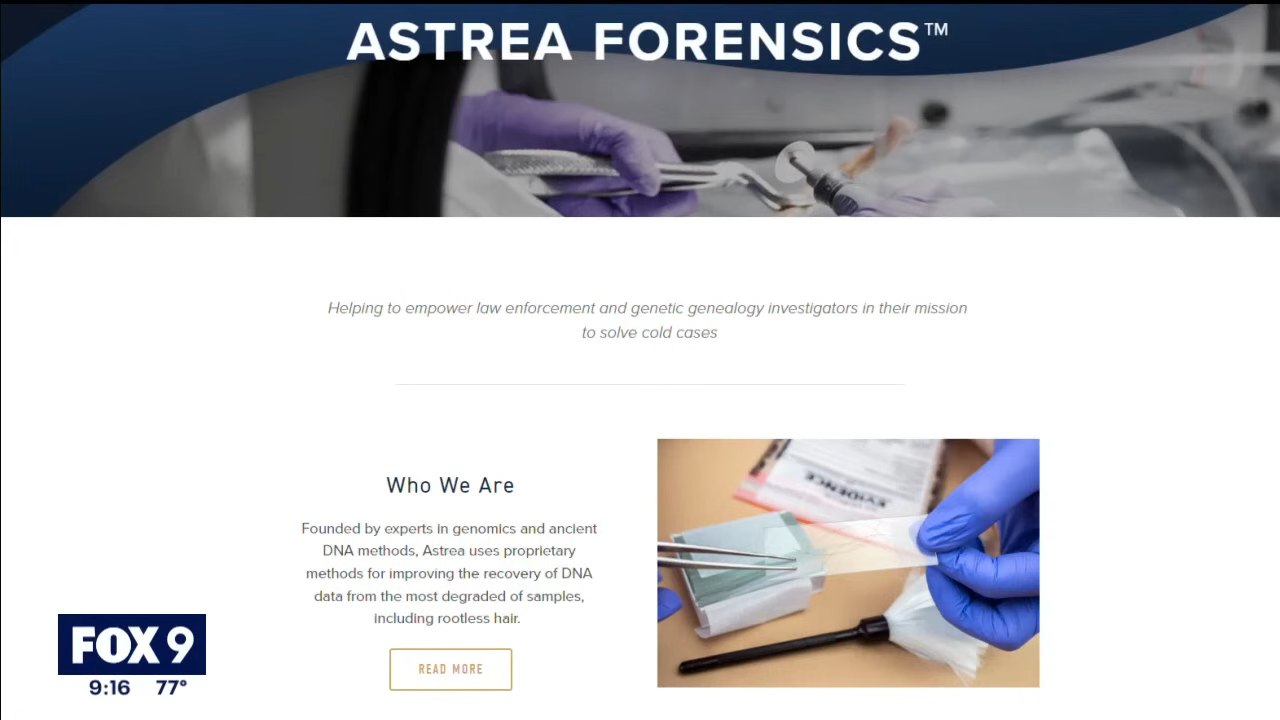 ASTREA FORENSICS™
Helping to empower law enforcement and genetic genealogy investigators in their mission
to solve cold cases
Who We Are
Founded by experts in genomics and ancient
DNA methods, Astrea uses proprietary
methods for improving the recovery of DNA
data from the most degraded of samples,
including rootless hair.
READ MORE
EVIDENCE
FOX 9
9:16 77°